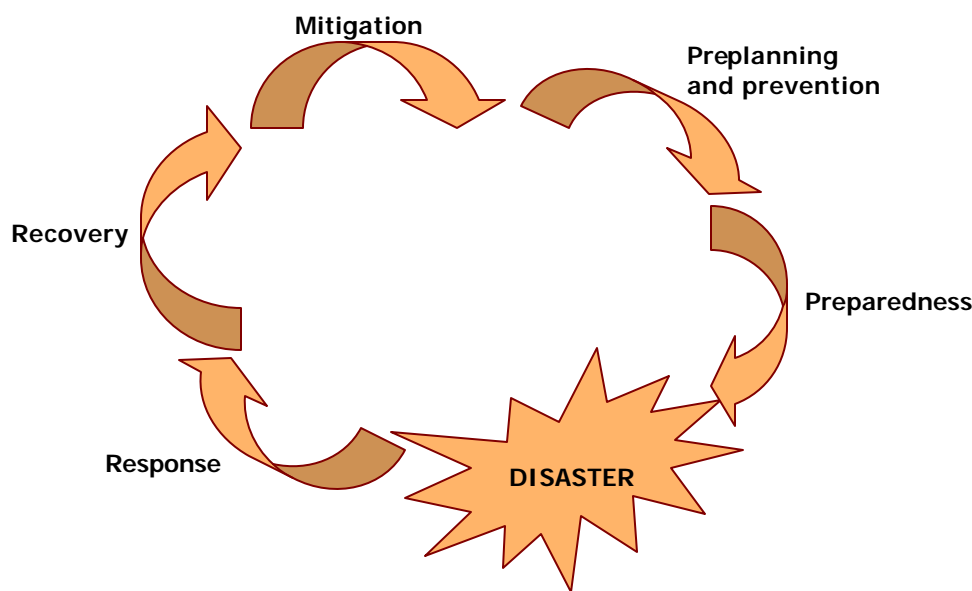 Mitigation
Preplanning
and prevention
Recovery
Preparedness
Response
DISASTER